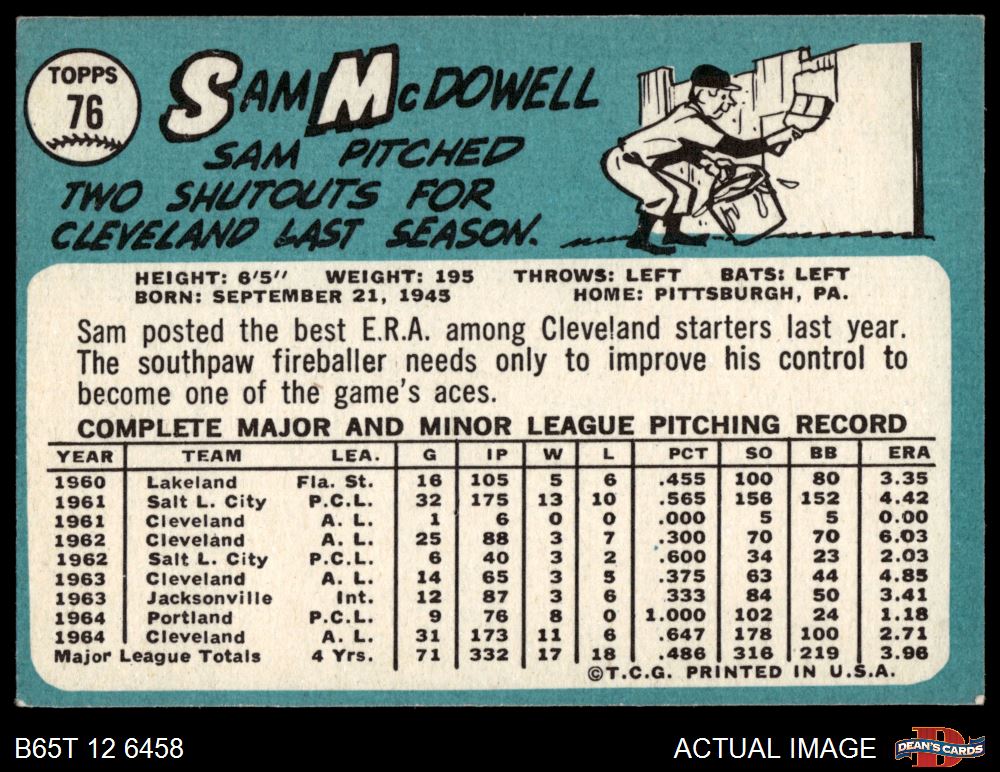 TOPPS
76
SAM McDOWELL
SAM PITCHED
TWO SHUTOUTS FOR
CLEVELAND LAST SEASON.
HEIGHT: 6'5" WEIGHT: 195 THROWS: LEFT BATS: LEFT
BORN: SEPTEMBER 21, 1945 HOME: PITTSBURGH, PA.
Sam posted the best E.R.A. among Cleveland starters last year.
The southpaw fireballer needs only to improve his control to
become one of the game's aces.
COMPLETE MAJOR AND MINOR LEAGUE PITCHING RECORD
YEAR TEAM LEA. G IP W L PCT SO BB ERA
1960 Lakeland Fla. St. 16 105 5 6 .455 100 80 3.35
1961 Salt L. City P.C.L. 32 175 13 10 .565 156 152 4.42
1961 Cleveland A. L. 1 6 0 0 .000 5 5 0.00
1962 Cleveland A. L. 25 88 3 7 .300 70 70 6.03
1962 Salt L. City P.C.L. 6 40 3 2 .600 34 23 2.03
1963 Cleveland A. L. 14 65 3 5 .375 63 44 4.85
1963 Jacksonville Int. 12 87 3 6 .333 84 50 3.41
1964 Portland P.C.L. 9 76 8 0 1.000 102 24 1.18
1964 Cleveland A. L. 31 173 11 6 .647 178 100 2.71
Major League Totals 4 Yrs. 71 332 17 18 .486 316 219 3.96
©T.C.G. PRINTED IN U.S.A.
B65T 12 6458
ACTUAL IMAGE
D
DEAN'S CARDS